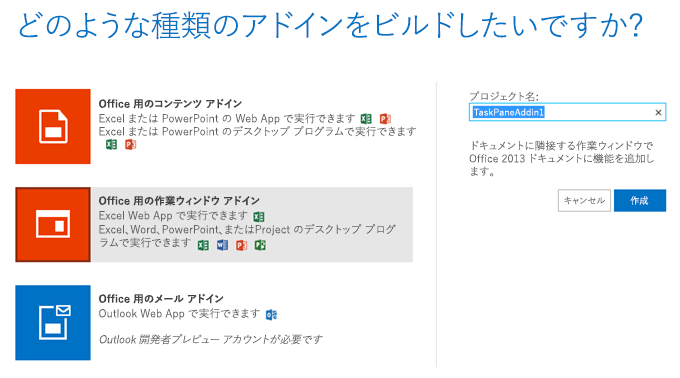 どのような種類のアドインをビルドしたいですか?
Office 用のコンテンツ アドイン
Excel または PowerPoint の Web App で実行できます
Excel または PowerPoint のデスクトップ プログラムで実行できます
Office 用の作業ウィンドウ アドイン
Excel Web App で実行できます
Excel、Word、PowerPoint、またはProject のデスクトップ プログ
ラムで実行できます
Office 用のメール アドイン
Outlook Web App で実行できます
Outlook 開発者プレビュー アカウントが必要です
プロジェクト名:
TaskPaneAddin1
ドキュメントに隣接する作業ウィンドウで
Office 2013 ドキュメントに機能を追加しま
す。
キャンセル
作成